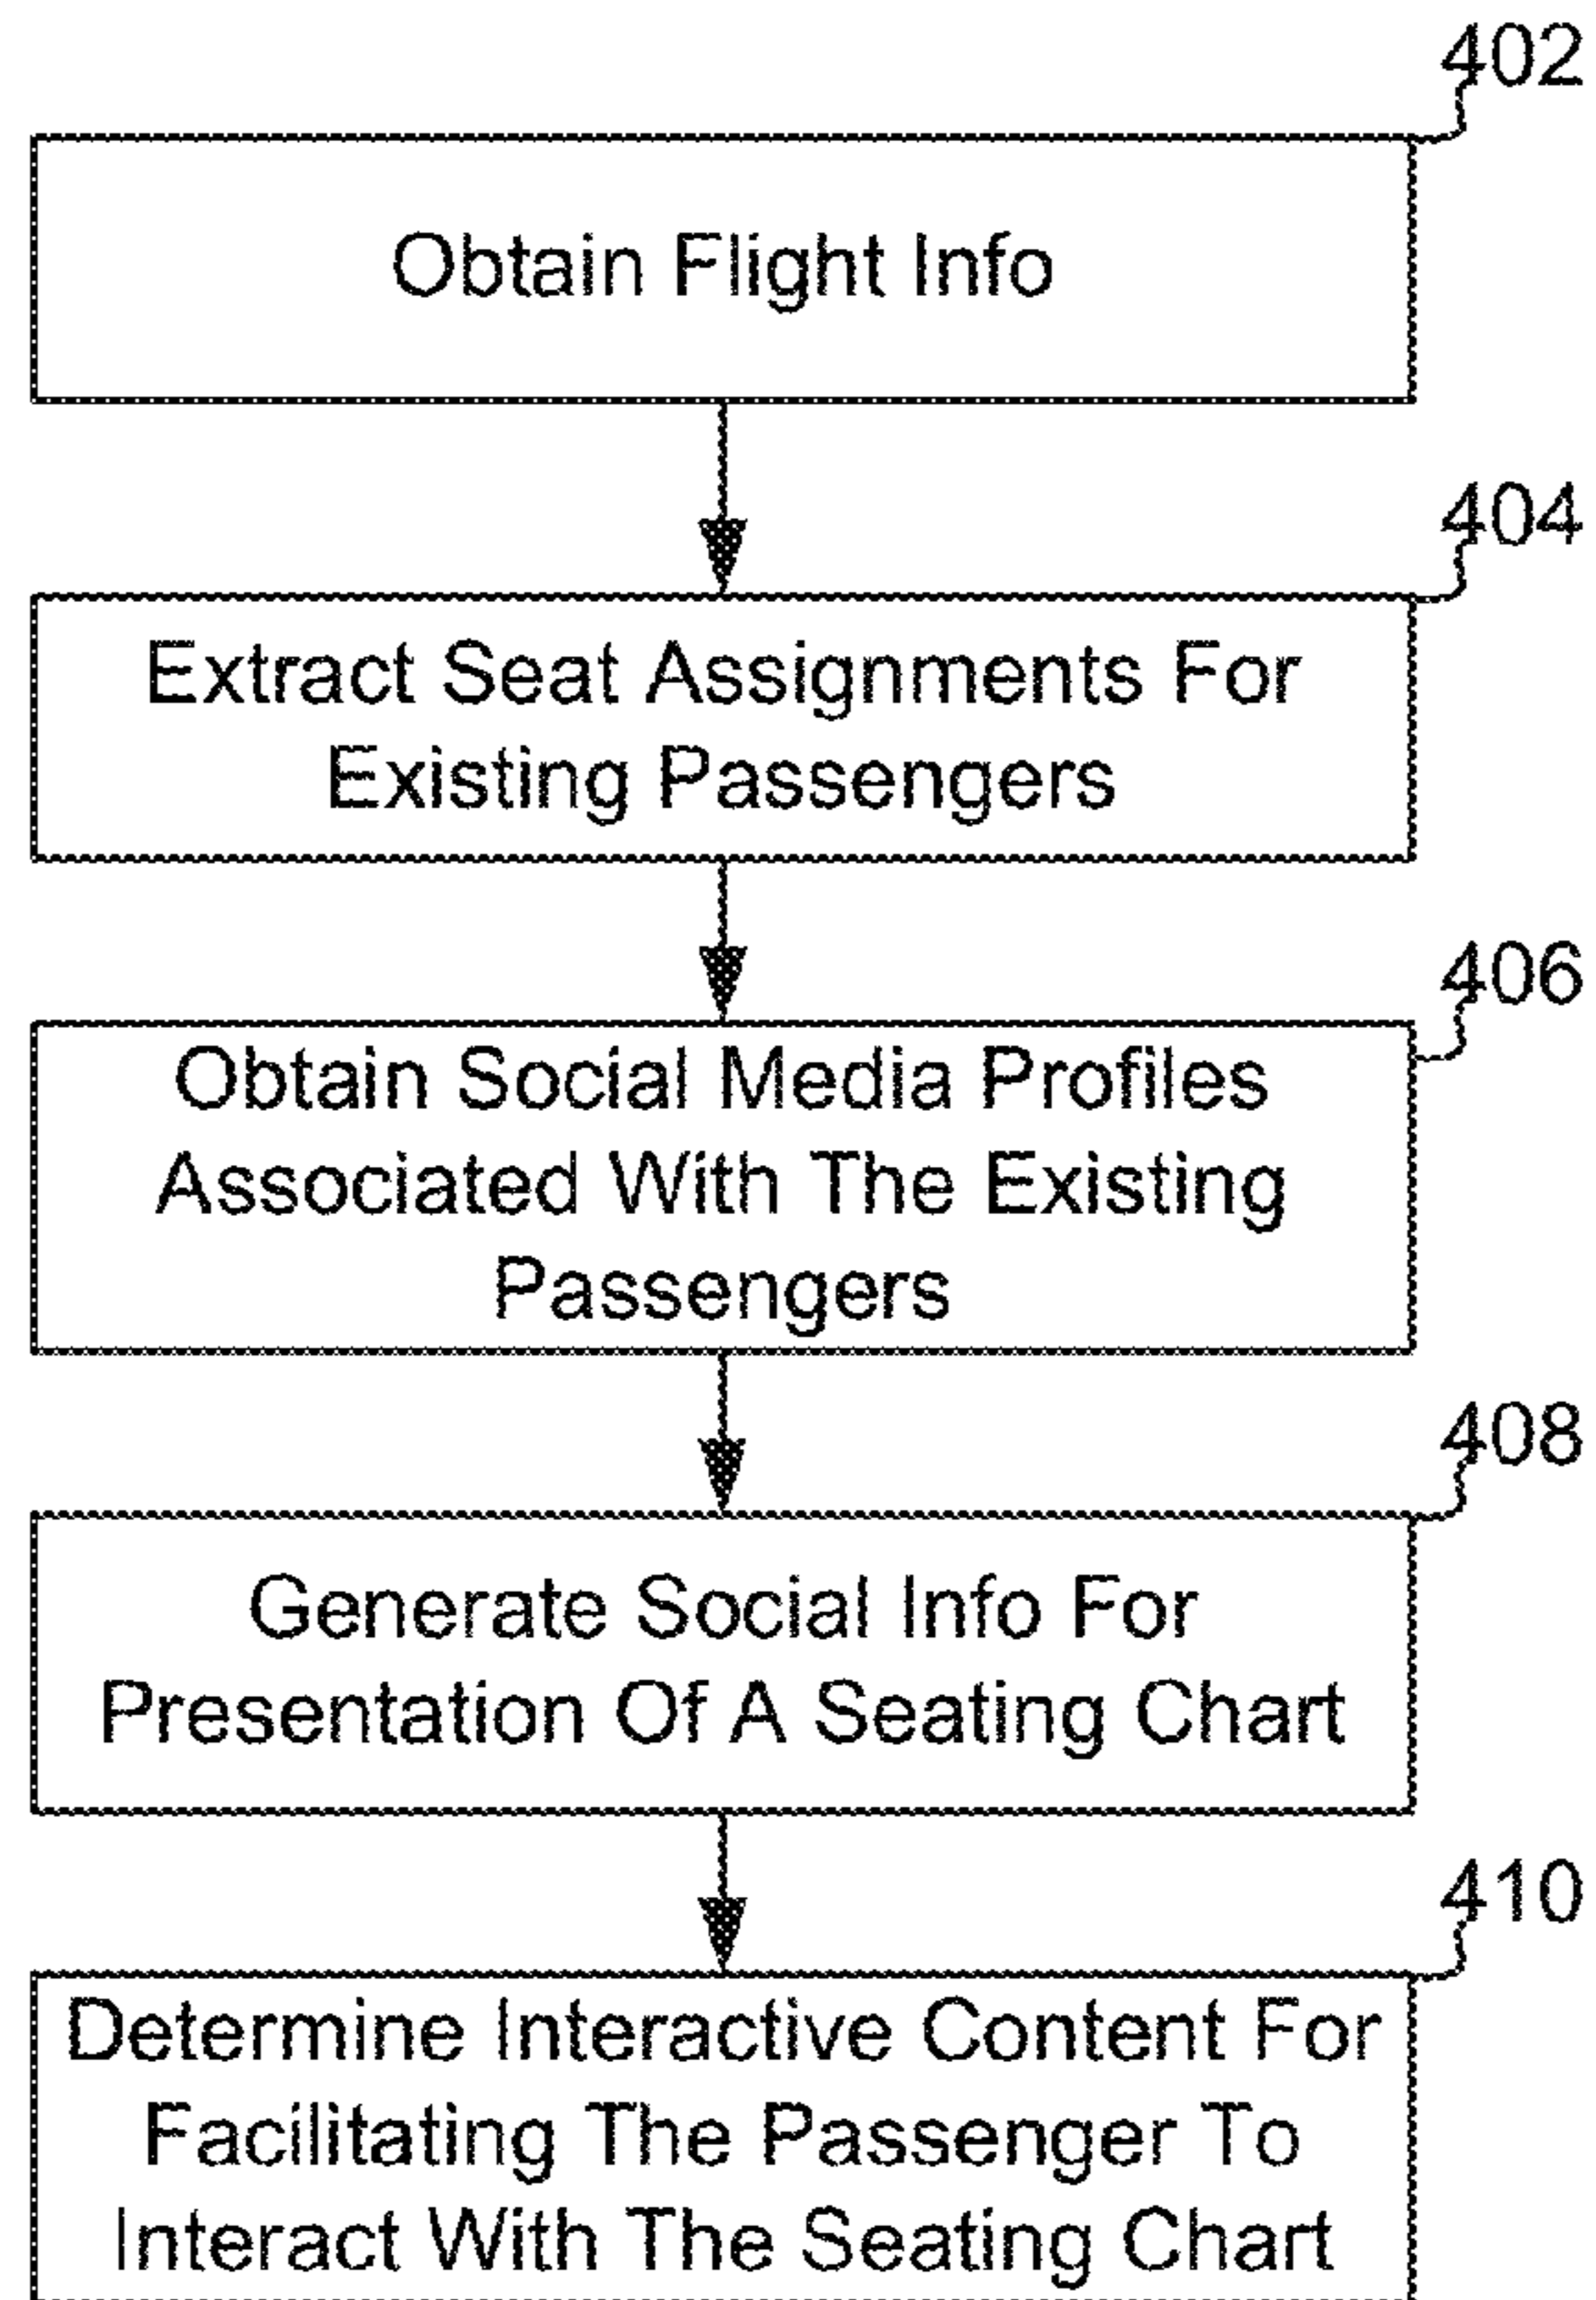 402
Obtain Flight Info
404
Extract Seat Assignments For
Existing Passengers
406
Obtain Social Media Profiles
Associated With The Existing
Passengers
408
Generate Social Info For
Presentation Of A Seating Chart
410
Determine Interactive Content For
Facilitating The Passenger To
Interact With The Seating Chart